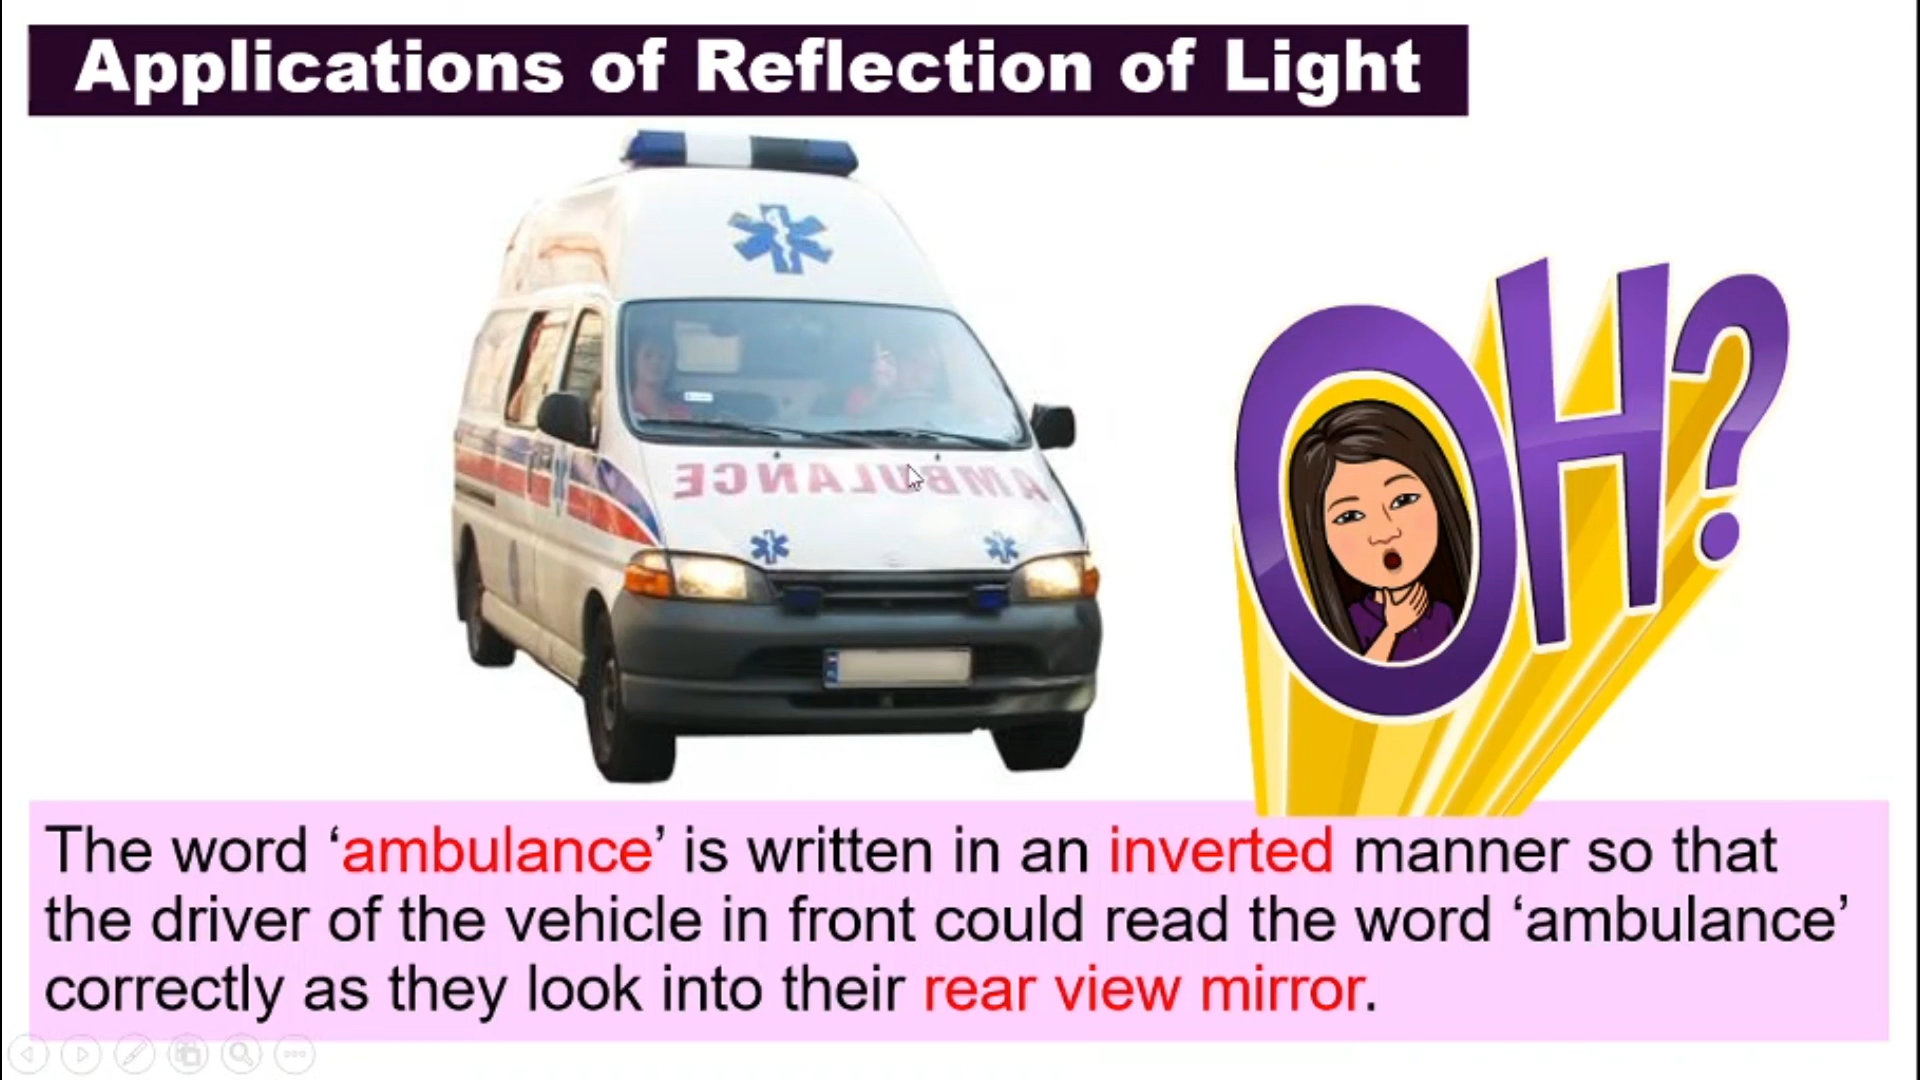 Applications of Reflection of Light
AMBULANCE
OH?
The word ‘ambulance’ is written in an inverted manner so that
the driver of the vehicle in front could read the word ‘ambulance’
correctly as they look into their rear view mirror.